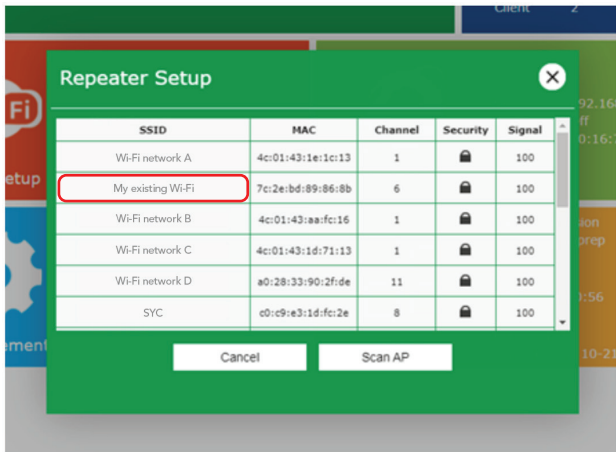 Client 2
Repeater Setup
SSID MAC Channel Security Signal
Wi-Fi network A 4c:01:43:1e:1c:13 1 100
My existing Wi-Fi 7c:2e:bd:89:86:8b 6 100
Wi-Fi network B 4c:01:43:aa:fc:16 1 100
Wi-Fi network C 4c:01:43:1d:71:13 1 100
Wi-Fi network D a0:28:33:90:2f:de 11 100
SYC c0:c9:e3:1d:fc:2e 8 100
Cancel Scan AP
Fi
etup
ement
92.16
ff
0:16:
sion
prep
:56
10-21